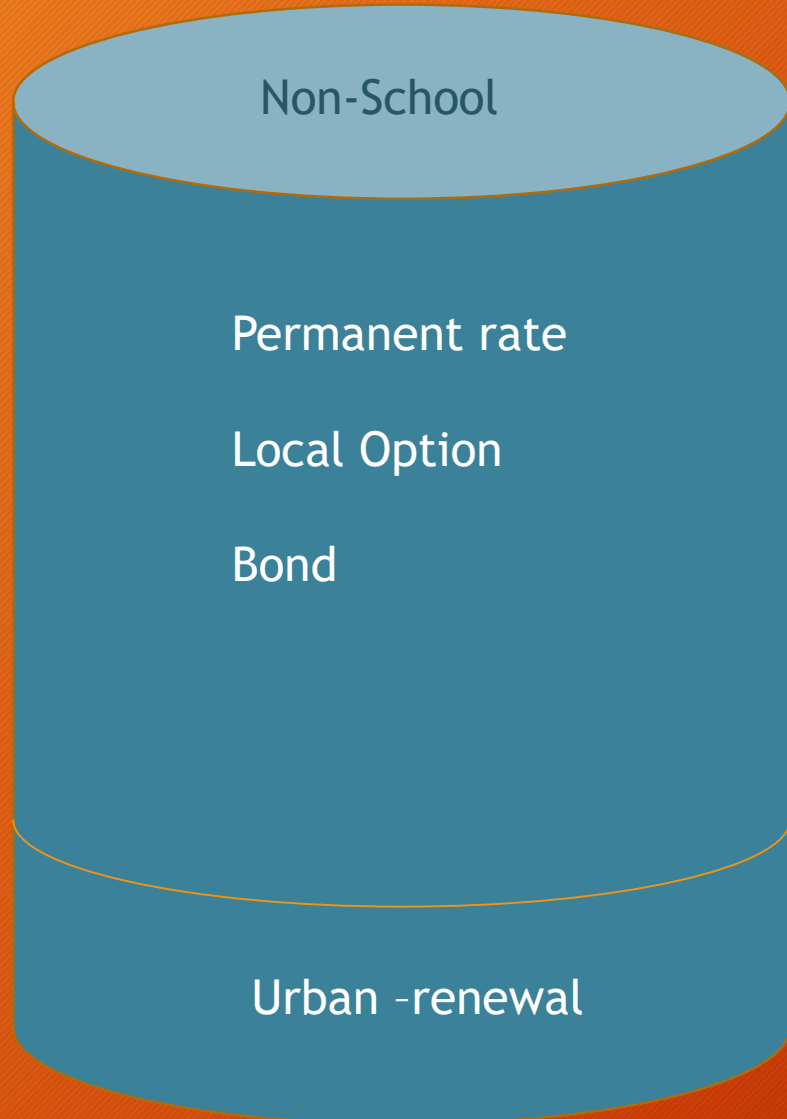 Non-School
Permanent rate
Local Option
Bond
Urban –renewal